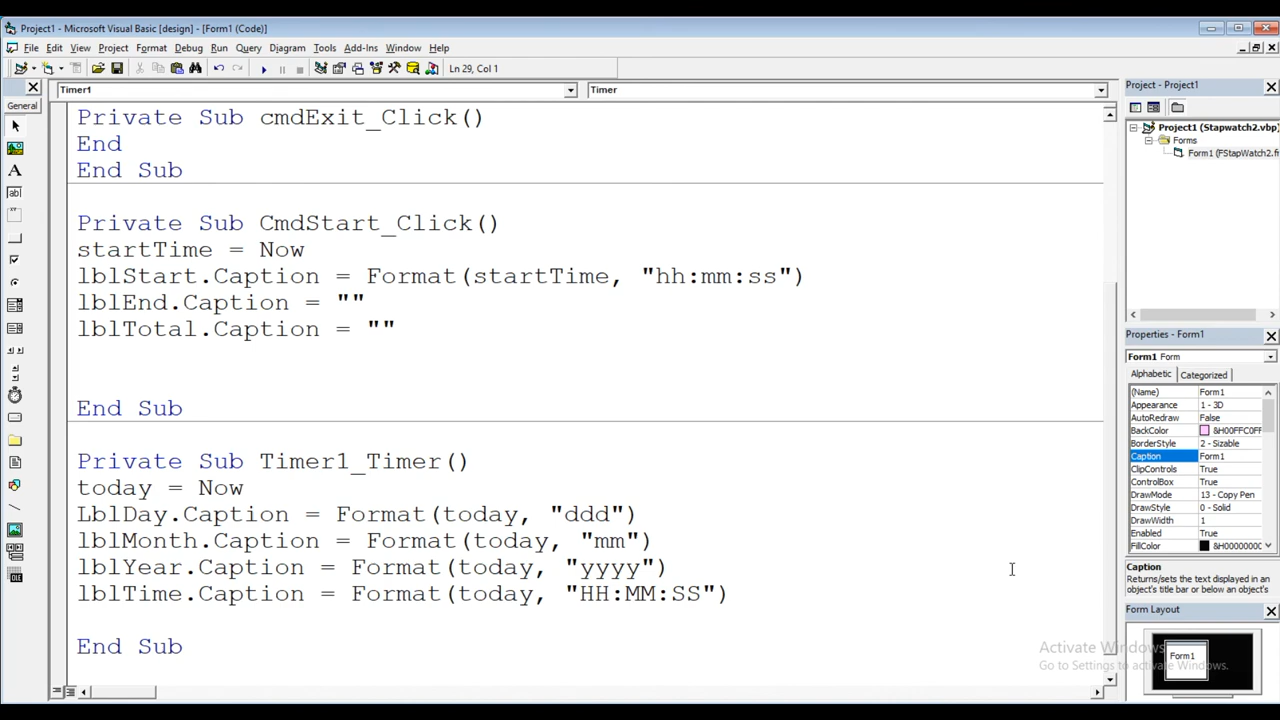 Project1 - Microsoft Visual Basic [design] - [Form1 (Code)]
File Edit View Project Format Debug Run Query Diagram Tools Add-Ins Window Help
Ln 29, Col 1
General
Timer1 Timer
Private Sub cmdExit_Click()
End
End Sub
Private Sub CmdStart_Click()
startTime = Now
lblStart.Caption = Format(startTime, "hh:mm:ss")
lblEnd.Caption = ""
lblTotal.Caption = ""
End Sub
Private Sub Timer1_Timer()
today = Now
LblDay.Caption = Format(today, "ddd")
lblMonth.Caption = Format(today, "mm")
lblYear.Caption = Format(today, "yyyy")
lblTime.Caption = Format(today, "HH:MM:SS")
End Sub
Project - Project1
Project1 (Stapwatch2.vbp)
Forms
Form1 (FStapWatch2.fr
Properties - Form1
Form1 Form
Alphabetic Categorized
(Name) Form1
Appearance 1 - 3D
AutoRedraw False
BackColor &H00FFC0FF
BorderStyle 2 - Sizable
Caption Form1
ClipControls True
ControlBox True
DrawMode 13 - Copy Pen
DrawStyle 0 - Solid
DrawWidth 1
Enabled True
FillColor &H0000000C
Caption
Returns/sets the text displayed in an
object's title bar or below an object's
Form Layout
Form1
Activate Windows
Go to Settings to activate Windows.